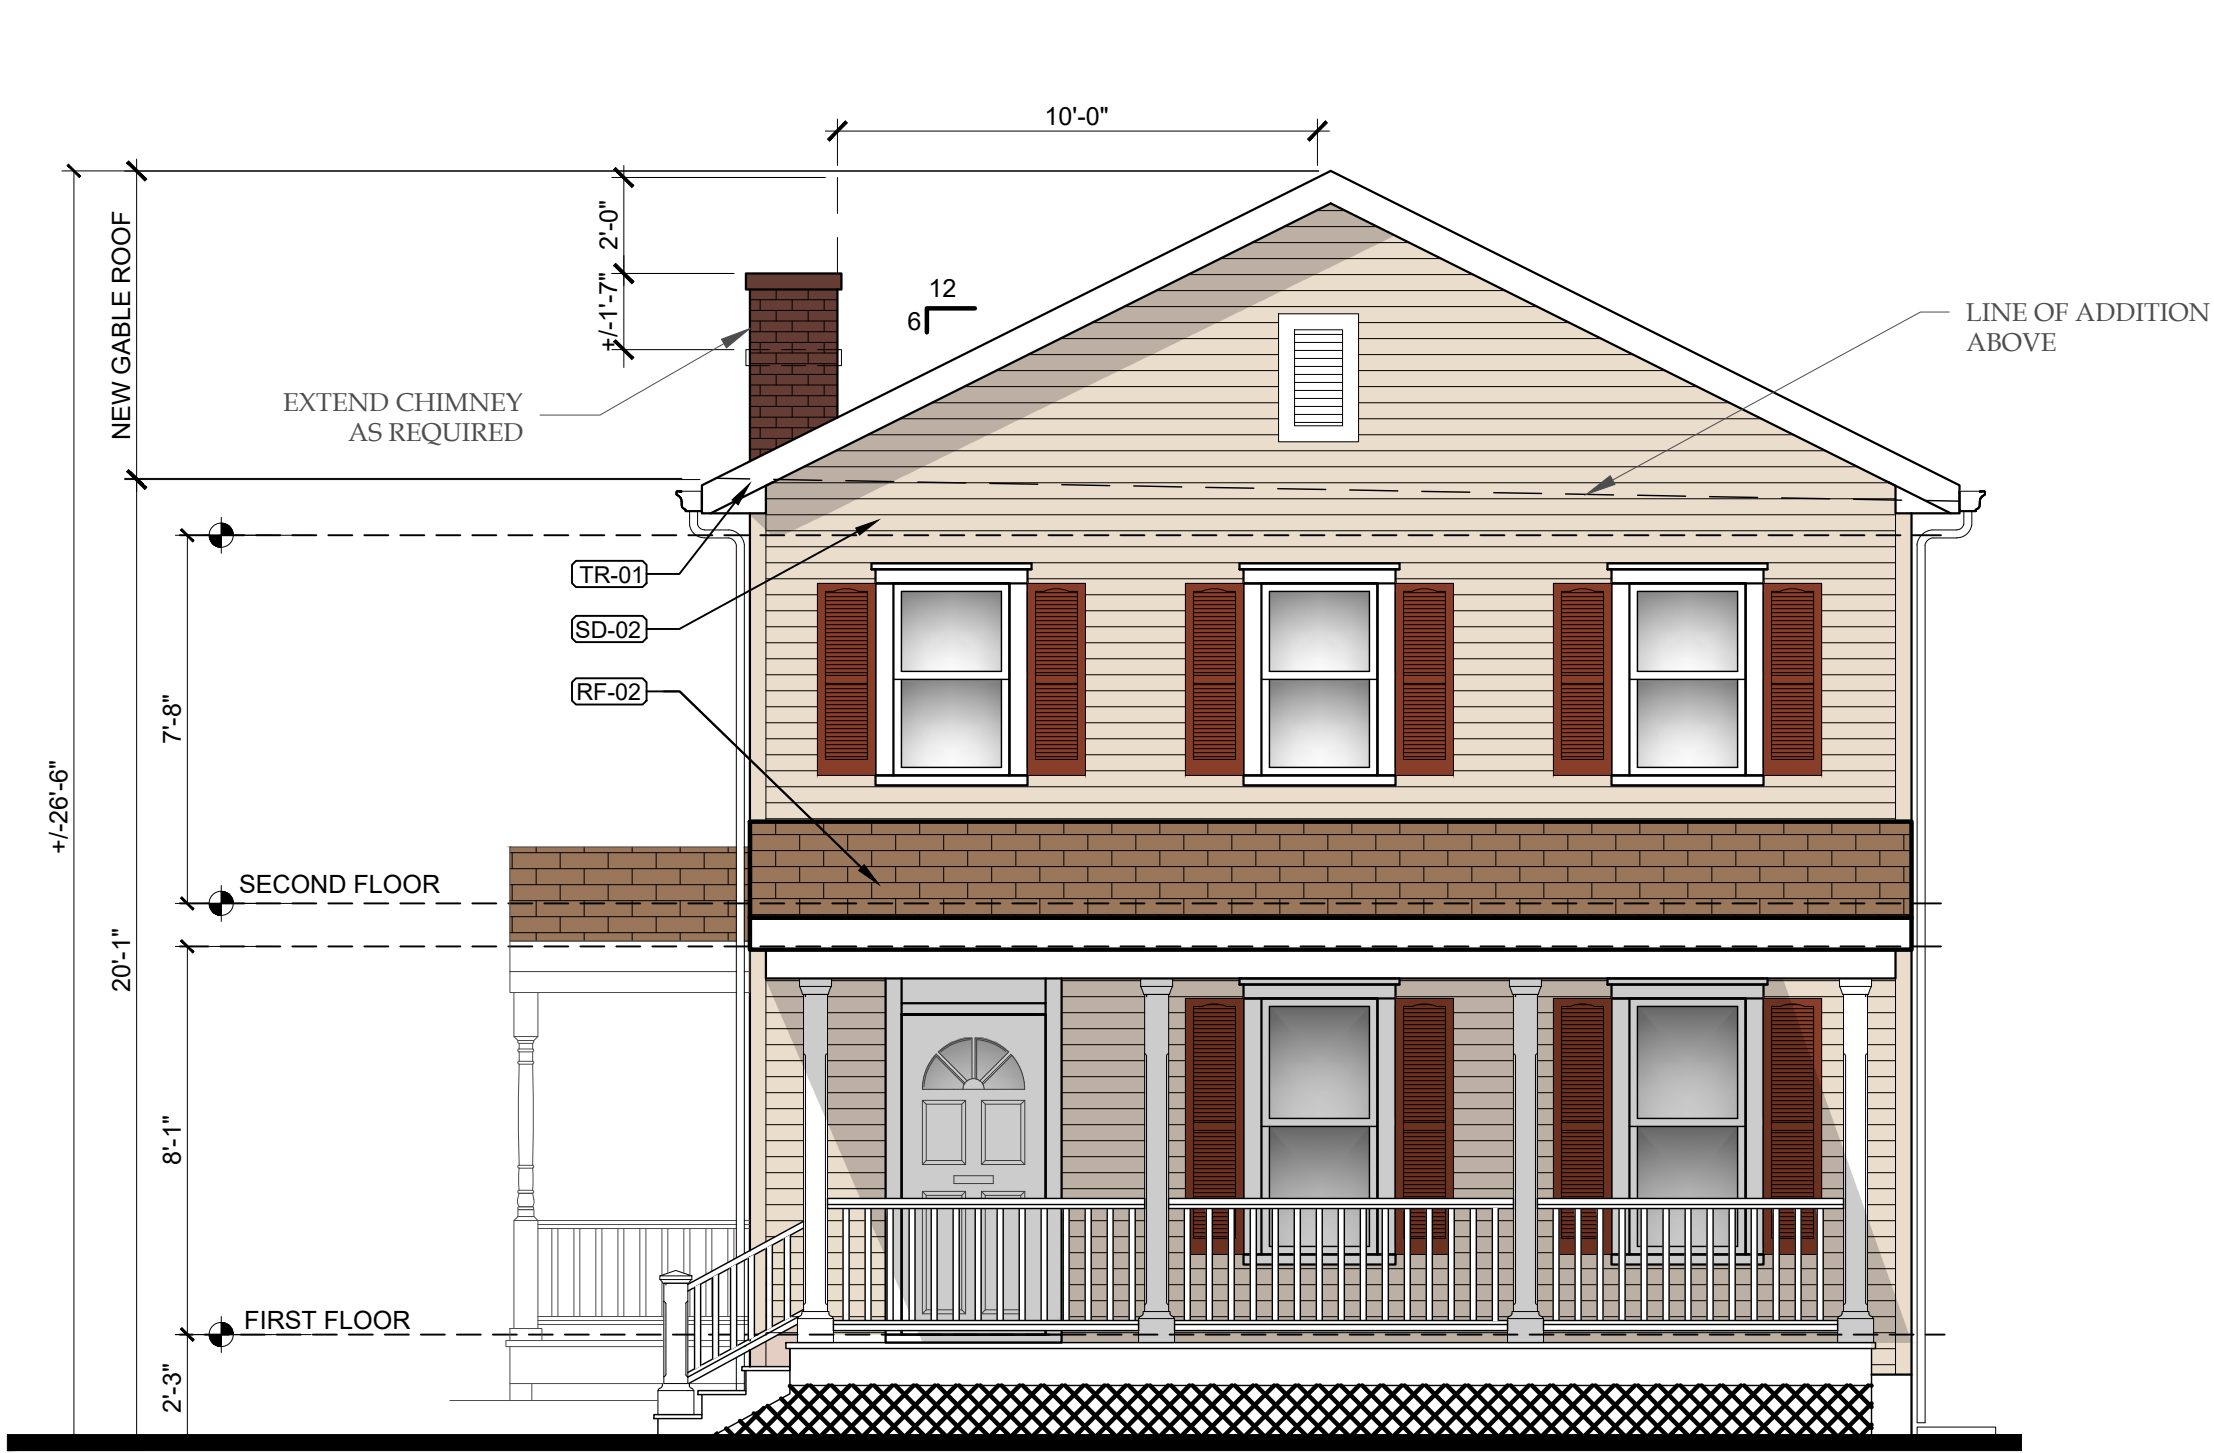 10'-0"
2'-0"
+/-1'-7"
NEW GABLE ROOF
12
6
LINE OF ADDITION
ABOVE
EXTEND CHIMNEY
AS REQUIRED
TR-01
SD-02
RF-02
7'-8"
+/-26'-6"
SECOND FLOOR
20'-1"
8'-1"
FIRST FLOOR
2'-3"